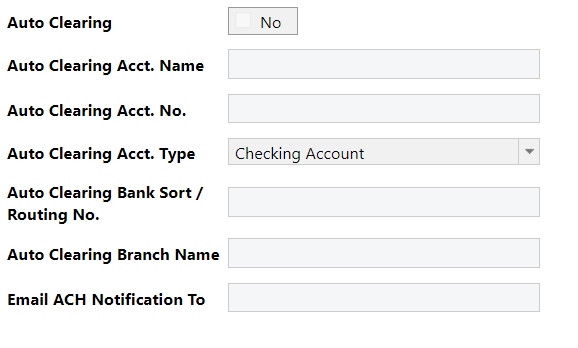 Auto Clearing No
Auto Clearing Acct. Name
Auto Clearing Acct. No.
Auto Clearing Acct. Type Checking Account
Auto Clearing Bank Sort /
Routing No.
Auto Clearing Branch Name
Email ACH Notification To